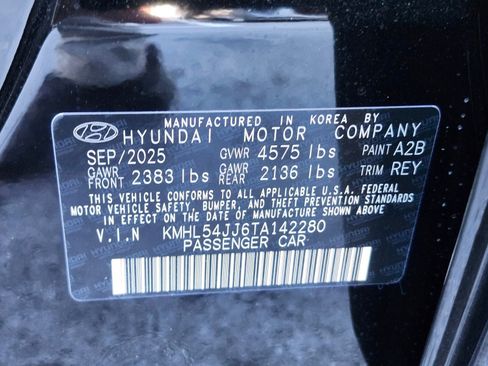 MANUFACTURED IN KOREA BY
HYUNDAI MOTOR COMPANY
SEP/2025 GVWR 4575 lbs PAINT A2B
GAWR FRONT 2383 lbs GAWR REAR 2136 lbs TRIM REY
THIS VEHICLE CONFORMS TO ALL APPLICABLE U.S.A. FEDERAL
MOTOR VEHICLE SAFETY, BUMPER, AND THEFT PREVENTION STANDARDS
IN EFFECT ON THE DATE OF MANUFACTURE SHOWN ABOVE.
V.I.N KMHL54JJ6TA142280
PASSENGER CAR